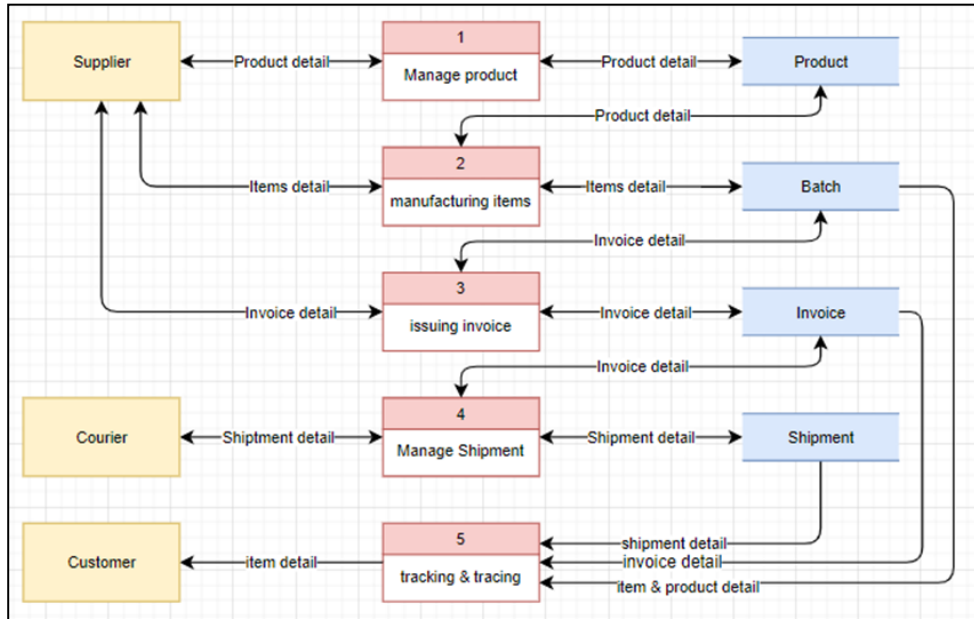 1
Supplier
Product detail
Manage product
Product detail
Product
Product detail
2
Items detail
manufacturing items
Items detail
Batch
Invoice detail
3
Invoice detail
issuing invoice
Invoice detail
Invoice
Invoice detail
4
Courier
Shiptment detail
Manage Shipment
Shipment detail
Shipment
5
shipment detail
Customer
item detail
tracking & tracing
invoice detail
item & product detail